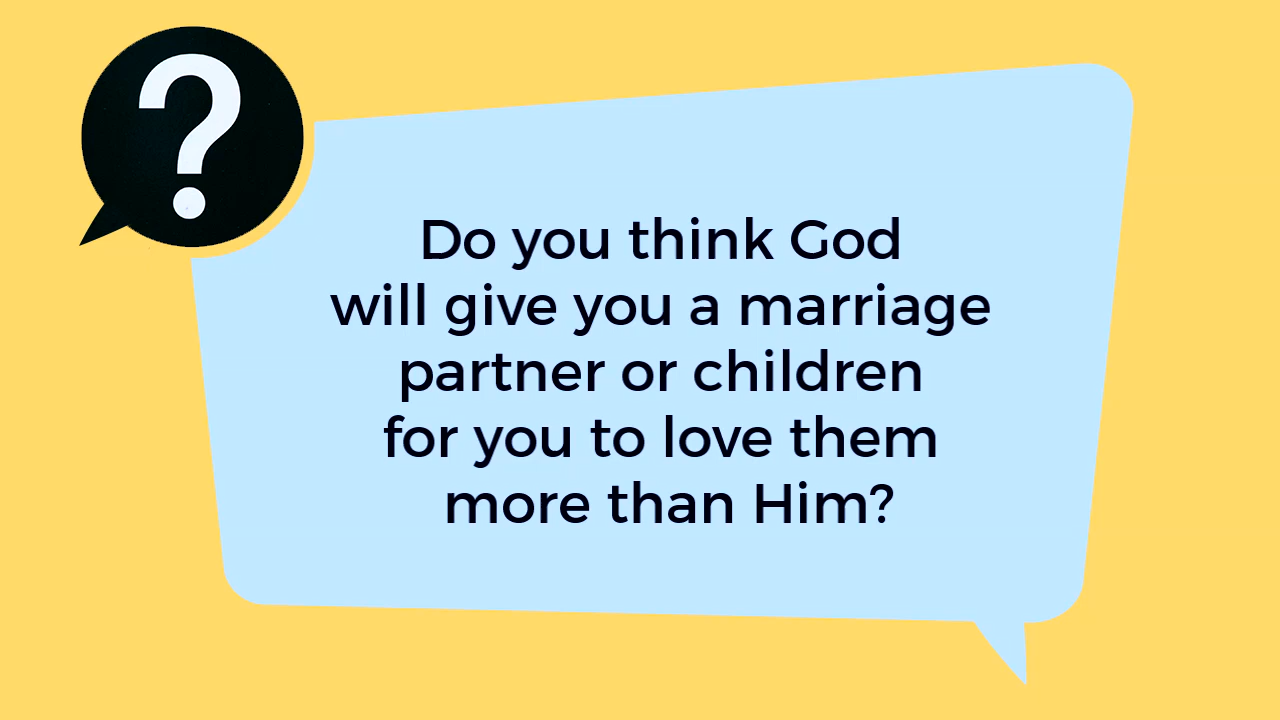 ?
Do you think God
will give you a marriage
partner or children
for you to love them
more than Him?